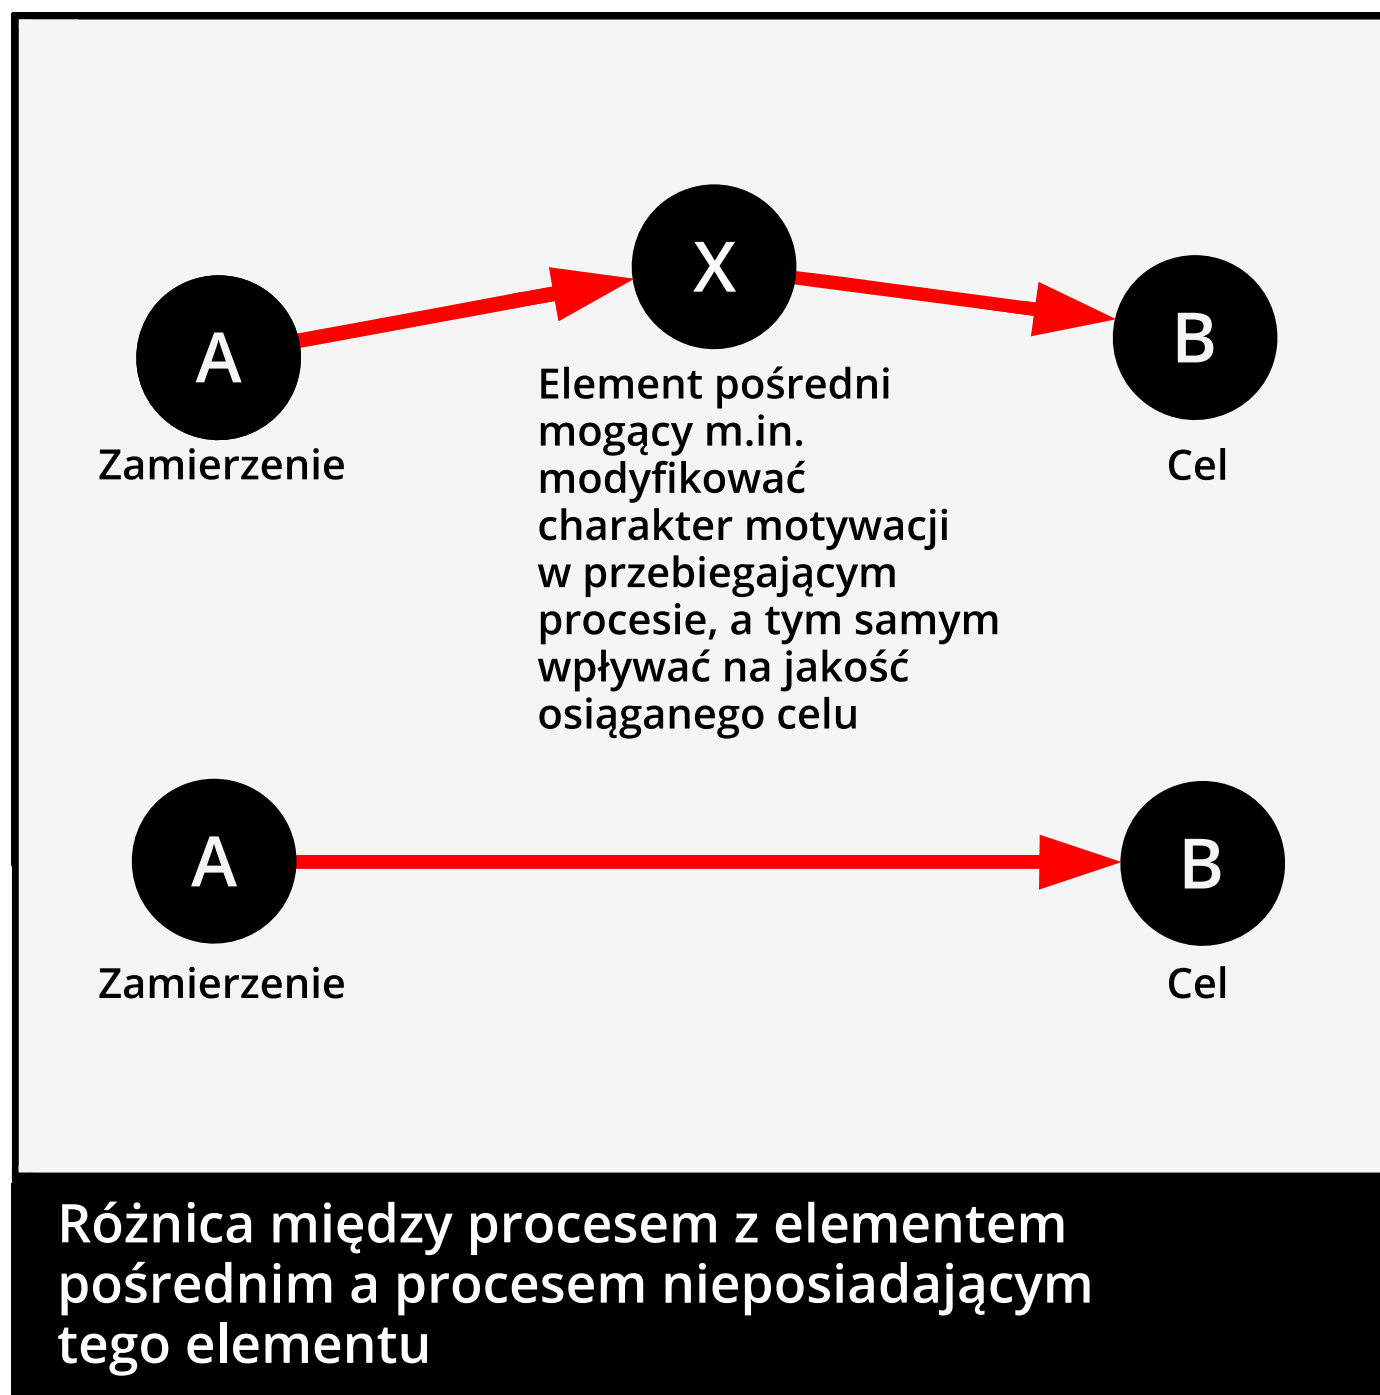 A
X
B
Zamierzenie
Element pośredni
mogący m.in.
modyfikować
charakter motywacji
w przebiegającym
procesie, a tym samym
wpływać na jakość
osiąganego celu
Cel
A
B
Zamierzenie
Cel
Różnica między procesem z elementem
pośrednim a procesem nieposiadającym
tego elementu